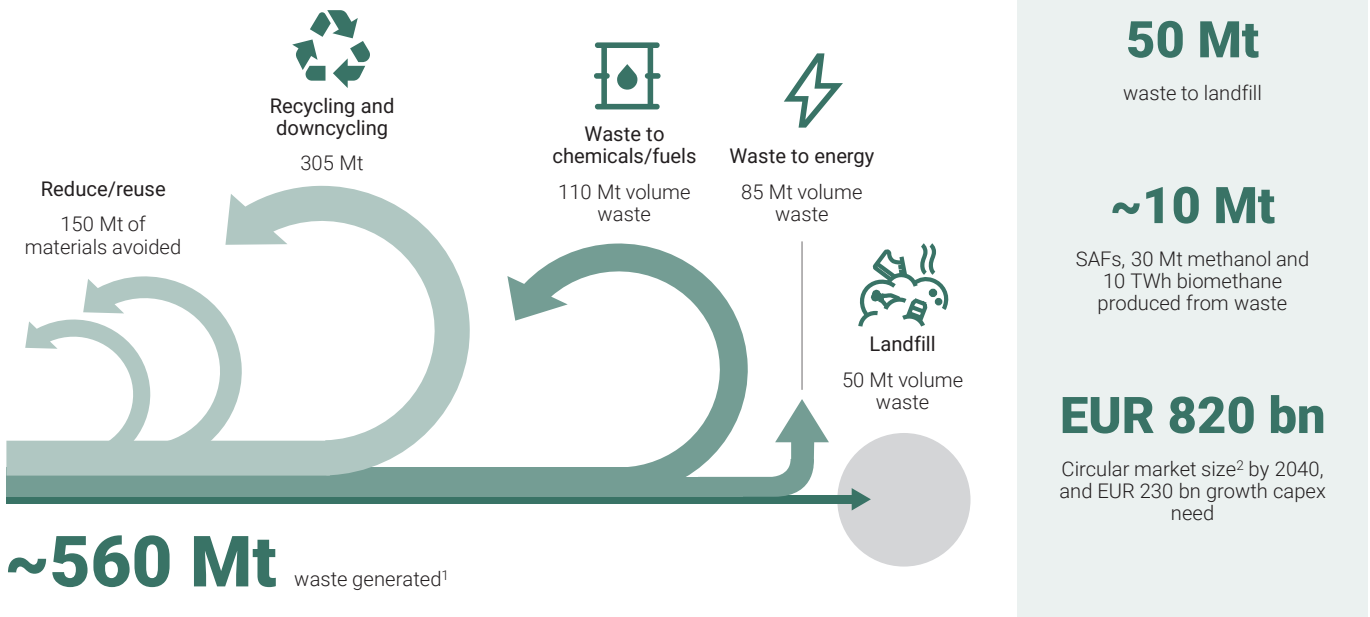 Reduce/reuse
150 Mt of
materials avoided
Recycling and
downcycling
305 Mt
Waste to
chemicals/fuels
110 Mt volume
waste
Waste to energy
85 Mt volume
waste
Landfill
50 Mt volume
waste
~560 Mt waste generated¹
50 Mt
waste to landfill
~10 Mt
SAFs, 30 Mt methanol and
10 TWh biomethane
produced from waste
EUR 820 bn
Circular market size² by 2040,
and EUR 230 bn growth capex
need